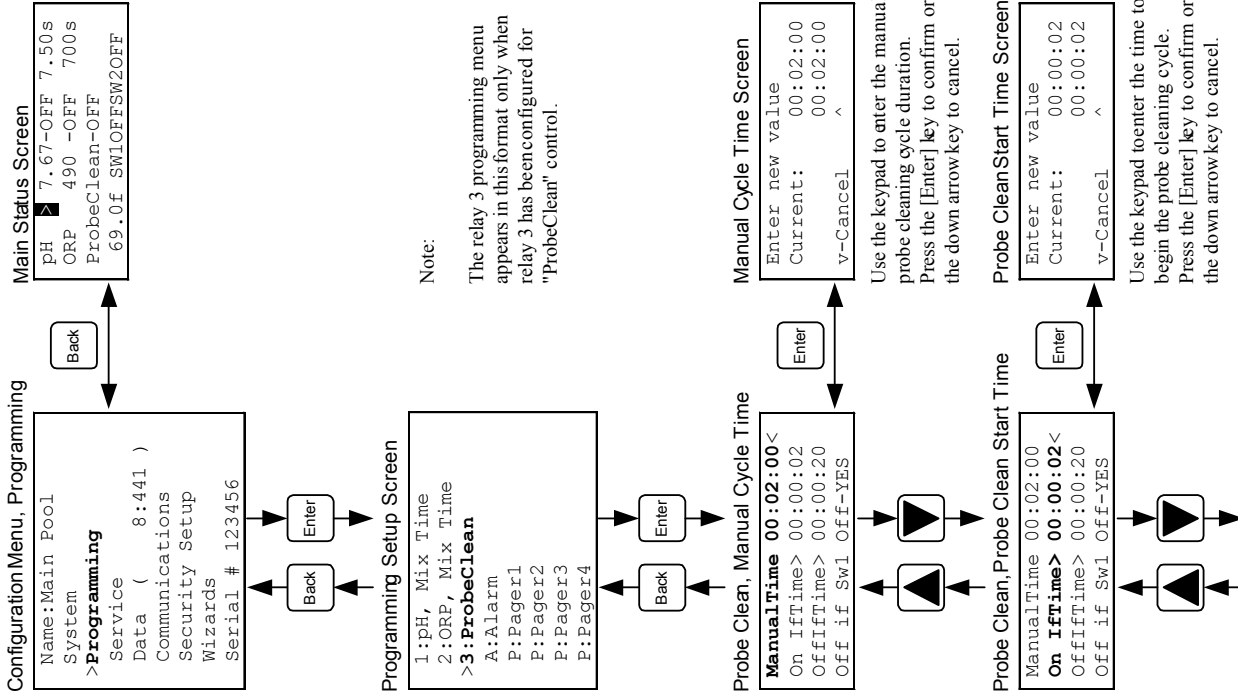 Configuration Menu, Programming
Name:Main Pool
System
>Programming
Service
Data ( 8:441 )
Communications
Security Setup
Wizards
Serial # 123456
Back
Main Status Screen
pH > 7.67-OFF 7.50s
ORP 490 -OFF 700s
ProbeClean-OFF
69.0f SW1OFFSW2OFF
Back
Enter
Programming Setup Screen
1:pH, Mix Time
2:ORP, Mix Time
>3:ProbeClean
A:Alarm
P:Pager1
P:Pager2
P:Pager3
P:Pager4
Note:
The relay 3 programming menu
appears in this format only when
relay 3 has been configured for
"ProbeClean" control.
Back
Enter
Probe Clean, Manual Cycle Time
ManualTime 00:02:00<
On IfTime> 00:00:02
OffIfTime> 00:00:20
Off if Sw1 Off-YES
Enter
Manual Cycle Time Screen
Enter new value
Current: 00:02:00
00:02:00
v-Cancel ^
Use the keypad to enter the manual
probe cleaning cycle duration.
Press the [Enter] key to confirm or
the down arrow key to cancel.
Probe Clean, Probe Clean Start Time
ManualTime 00:02:00
On IfTime> 00:00:02<
OffIfTime> 00:00:20
Off if Sw1 Off-YES
Enter
Probe Clean Start Time Screen
Enter new value
Current: 00:00:02
00:00:02
v-Cancel ^
Use the keypad to enter the time to
begin the probe cleaning cycle.
Press the [Enter] key to confirm or
the down arrow key to cancel.